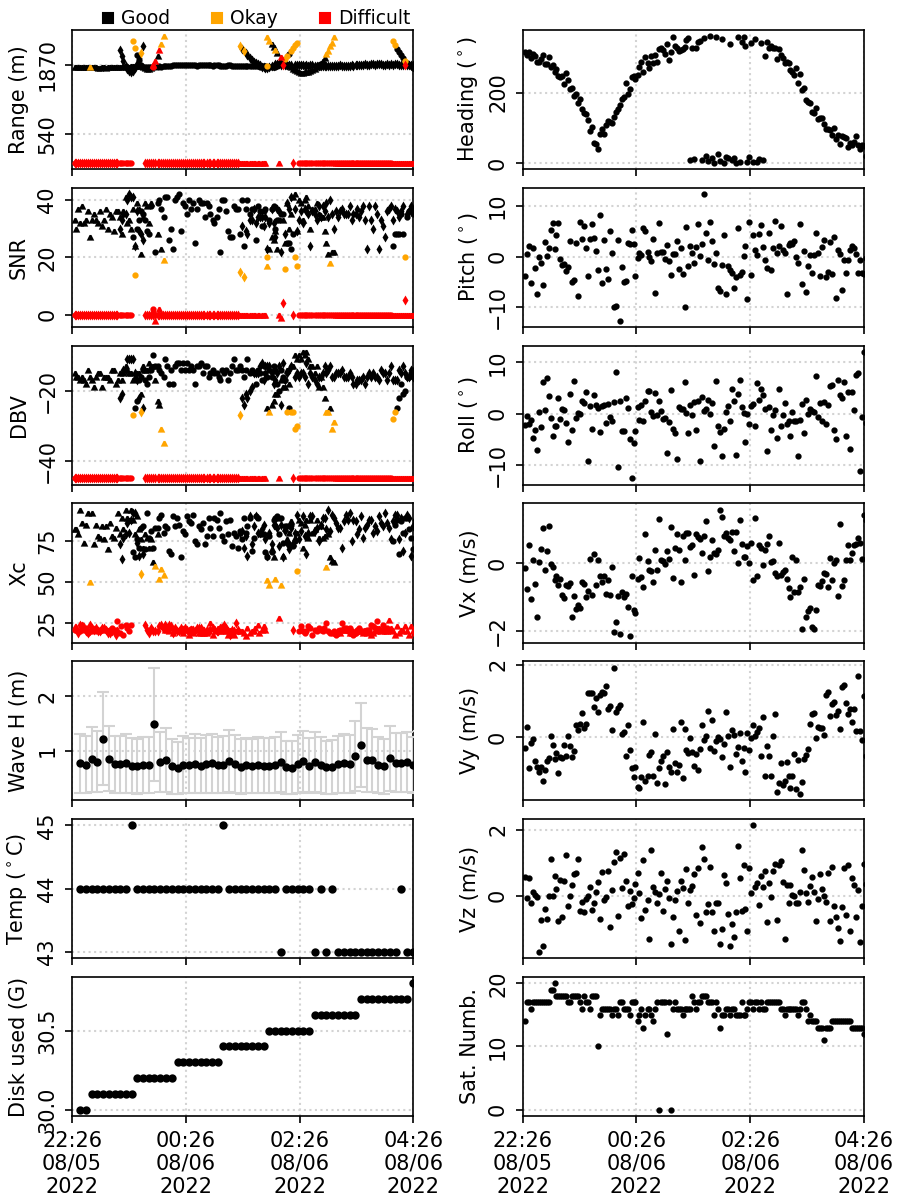 Good Okay Difficult
Range (m)
1870
540
Heading (°)
200
0
SNR
40
20
0
Pitch (°)
10
0
−10
DBV
−20
−40
Roll (°)
10
0
−10
Xc
75
50
25
Vx (m/s)
0
−2
Wave H (m)
2
1
Vy (m/s)
2
0
Temp (°C)
45
44
43
Vz (m/s)
2
0
Disk used (G)
30.5
30.0
Sat. Numb.
20
10
0
22:26 00:26 02:26 04:26
08/05 08/06 08/06 08/06
2022 2022 2022 2022
22:26 00:26 02:26 04:26
08/05 08/06 08/06 08/06
2022 2022 2022 2022